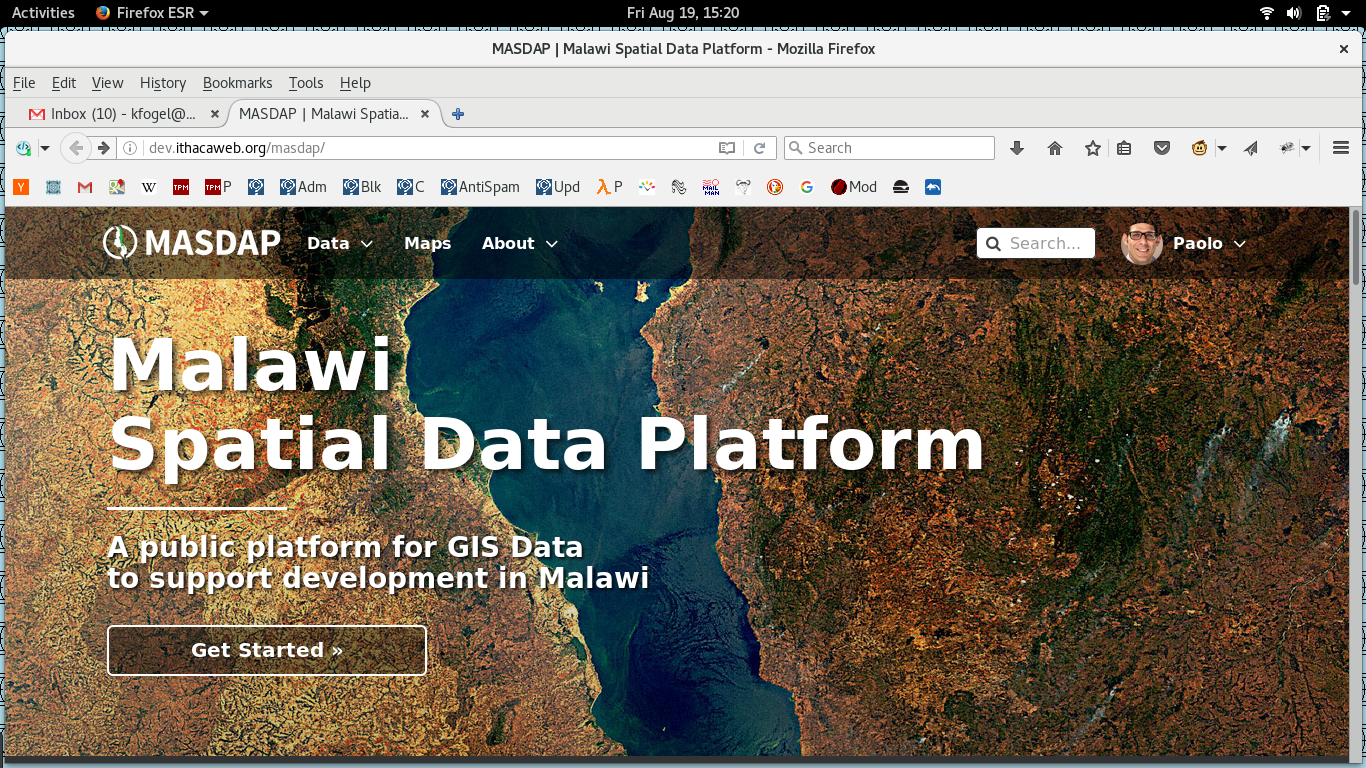 Activities Firefox ESR Fri Aug 19, 15:20
MASDAP | Malawi Spatial Data Platform - Mozilla Firefox
File Edit View History Bookmarks Tools Help
Inbox (10) - kfogel@... MASDAP | Malawi Spatia...
dev.ithacaweb.org/masdap/ Search
Y W TPM TPM P Adm Blk C AntiSpam Upd λ P MAIL MAN G Mod
MASDAP Data Maps About Search... Paolo
Malawi
Spatial Data Platform
A public platform for GIS Data
to support development in Malawi
Get Started »